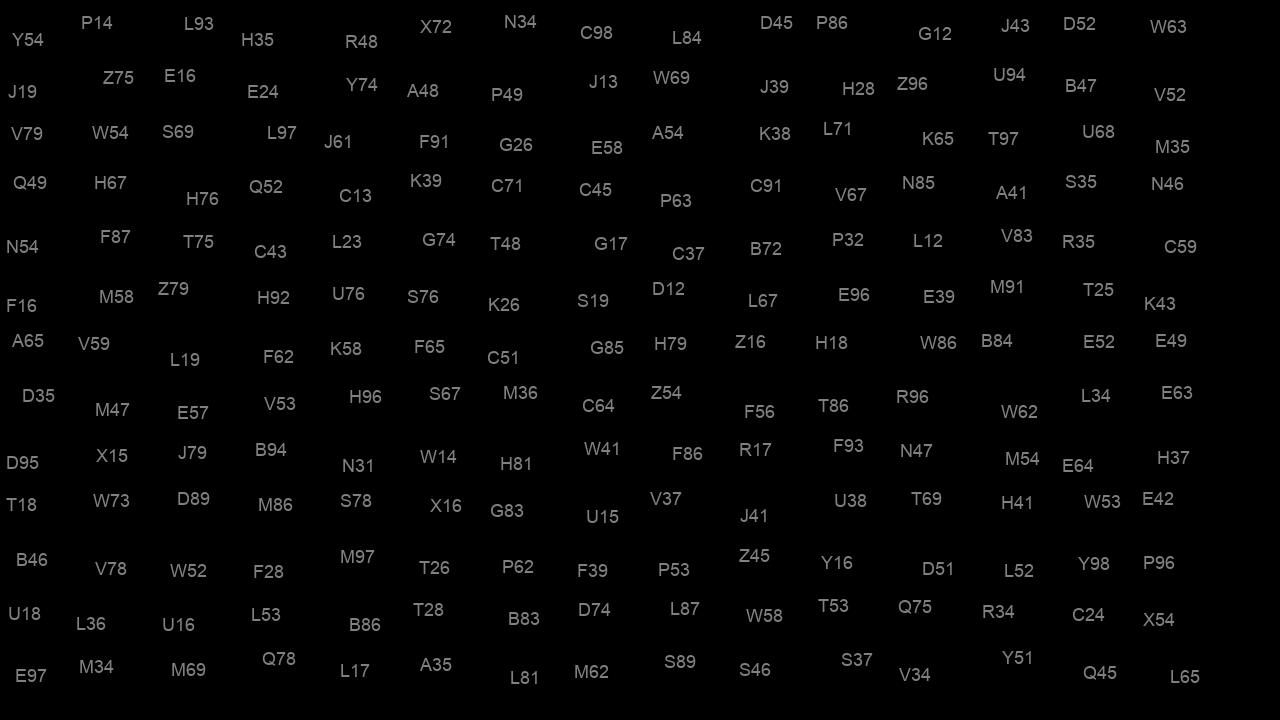 Y54 P14 L93 H35 R48 X72 N34 C98 L84 D45 P86 G12 J43 D52 W63
J19 Z75 E16 E24 Y74 A48 P49 J13 W69 J39 H28 Z96 U94 B47 V52
V79 W54 S69 L97 J61 F91 G26 E58 A54 K38 L71 K65 T97 U68 M35
Q49 H67 H76 Q52 C13 K39 C71 C45 P63 C91 V67 N85 A41 S35 N46
N54 F87 T75 C43 L23 G74 T48 G17 C37 B72 P32 L12 V83 R35 C59
F16 M58 Z79 H92 U76 S76 K26 S19 D12 L67 E96 E39 M91 T25 K43
A65 V59 L19 F62 K58 F65 C51 G85 H79 Z16 H18 W86 B84 E52 E49
D35 M47 E57 V53 H96 S67 M36 C64 Z54 F56 T86 R96 W62 L34 E63
D95 X15 J79 B94 N31 W14 H81 W41 F86 R17 F93 N47 M54 E64 H37
T18 W73 D89 M86 S78 X16 G83 U15 V37 J41 U38 T69 H41 W53 E42
B46 V78 W52 F28 M97 T26 P62 F39 P53 Z45 Y16 D51 L52 Y98 P96
U18 L36 U16 L53 B86 T28 B83 D74 L87 W58 T53 Q75 R34 C24 X54
E97 M34 M69 Q78 L17 A35 L81 M62 S89 S46 S37 V34 Y51 Q45 L65